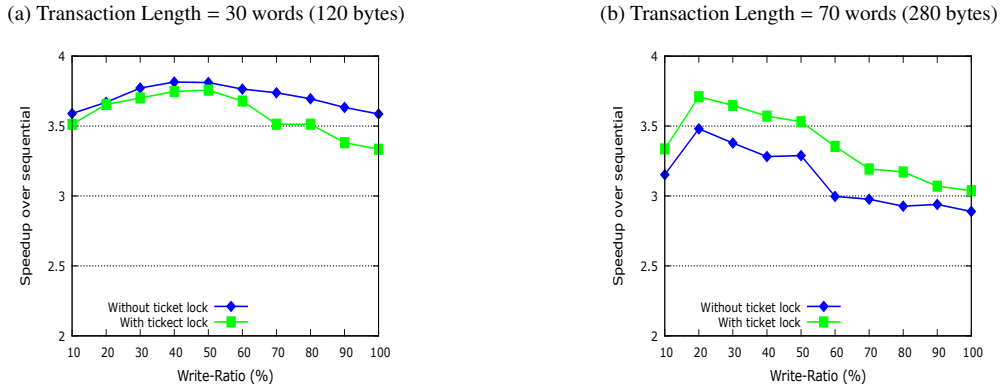 (a) Transaction Length = 30 words (120 bytes)
4
3.5
3
2.5
2
Speedup over sequential
Without ticket lock
With tickect lock
10 20 30 40 50 60 70 80 90 100
Write-Ratio (%)
(b) Transaction Length = 70 words (280 bytes)
4
3.5
3
2.5
2
Speedup over sequential
Without ticket lock
With ticket lock
10 20 30 40 50 60 70 80 90 100
Write-Ratio (%)